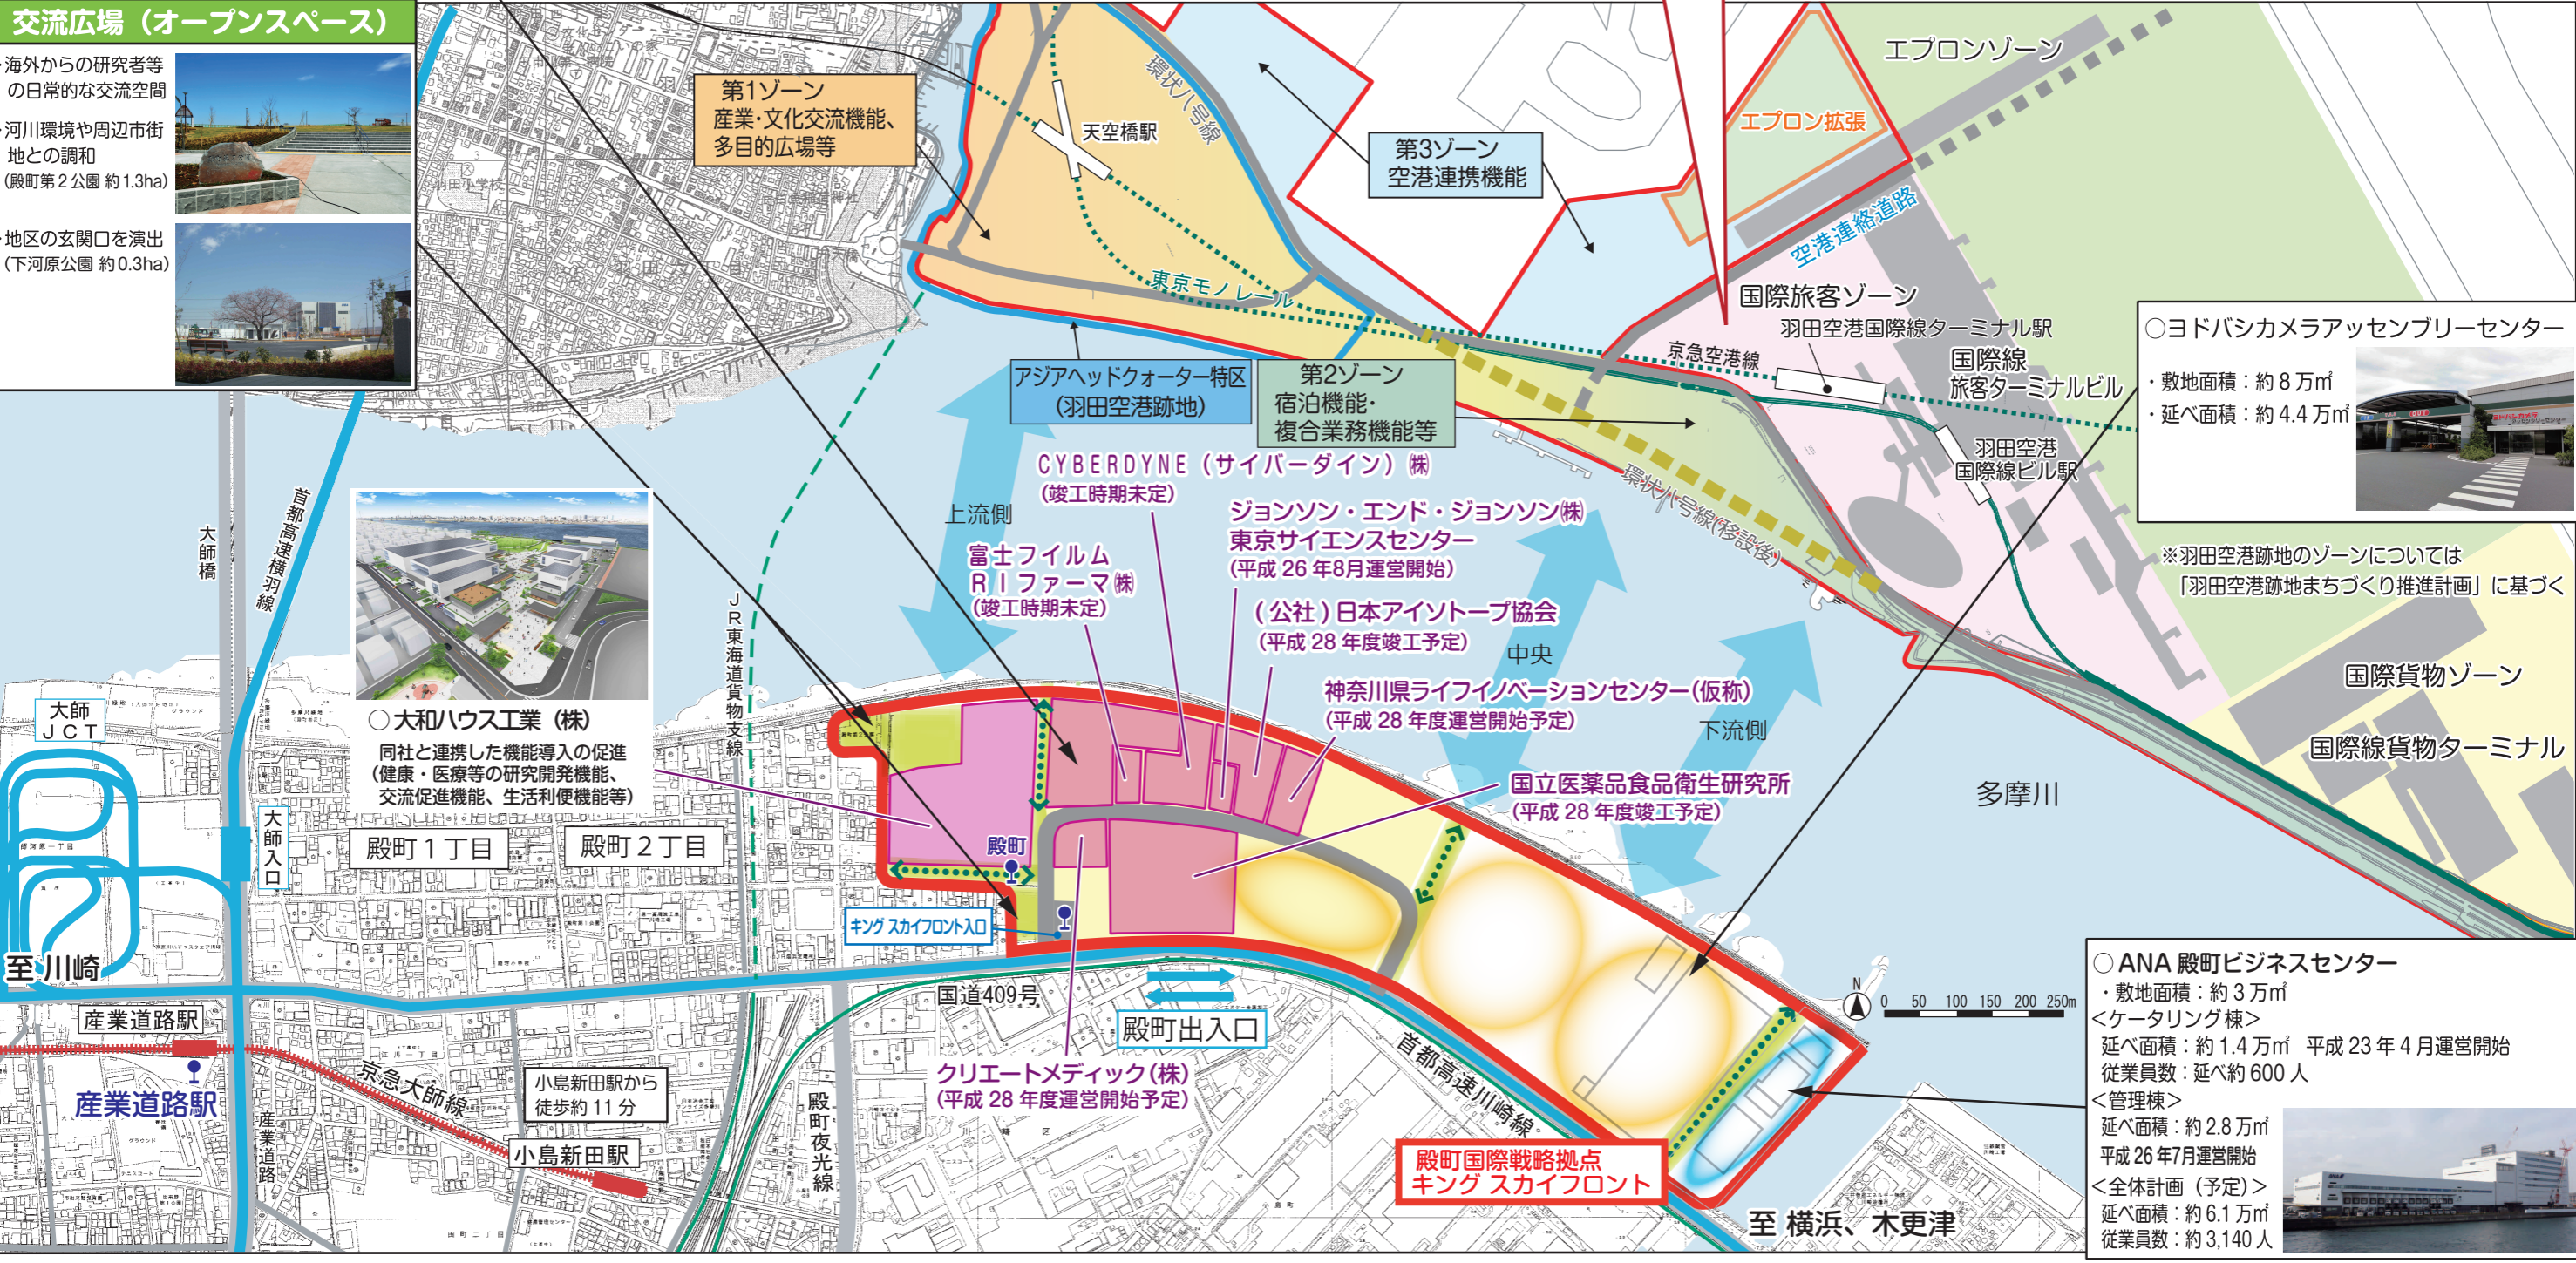 交流広場（オープンスペース）
・海外からの研究者等
の日常的な交流空間
・河川環境や周辺市街
地との調和
（殿町第２公園 約1.3ha）
・地区の玄関口を演出
（下河原公園 約0.3ha）
第1ゾーン
産業・文化交流機能、
多目的広場等
天空橋駅
環状八号線
第3ゾーン
空港連携機能
エプロンゾーン
エプロン拡張
空港連絡道路
東京モノレール
国際旅客ゾーン
羽田空港国際線ターミナル駅
京急空港線
国際線
旅客ターミナルビル
羽田空港
国際線ビル駅
○ヨドバシカメラアッセンブリーセンター
・敷地面積：約８万㎡
・延べ面積：約4.4万㎡
アジアヘッドクォーター特区
（羽田空港跡地）
第2ゾーン
宿泊機能・
複合業務機能等
環状八号線(移設後)
※羽田空港跡地のゾーンについては
「羽田空港跡地まちづくり推進計画」に基づく
国際貨物ゾーン
国際線貨物ターミナル
多摩川
上流側
中央
下流側
CYBERDYNE（サイバーダイン）㈱
（竣工時期未定）
富士フイルム
ＲＩファーマ㈱
（竣工時期未定）
ジョンソン・エンド・ジョンソン㈱
東京サイエンスセンター
（平成26年8月運営開始）
(公社)日本アイソトープ協会
（平成28年度竣工予定）
神奈川県ライフイノベーションセンター(仮称)
（平成28年度運営開始予定）
国立医薬品食品衛生研究所
（平成28年度竣工予定）
大師橋
首都高速横羽線
ＪＲ東海道貨物支線
○大和ハウス工業（株）
同社と連携した機能導入の促進
（健康・医療等の研究開発機能、
交流促進機能、生活利便機能等）
大師
ＪＣＴ
大師入口
殿町１丁目
殿町２丁目
殿町
キング スカイフロント入口
至 川崎
国道409号
殿町出入口
産業道路駅
産業道路駅
京急大師線
産業道路
小島新田駅から
徒歩約11分
小島新田駅
殿町夜光線
クリエートメディック(株)
（平成28年度運営開始予定）
首都高速川崎線
殿町国際戦略拠点
キング スカイフロント
至 横浜、木更津
N
0 50 100 150 200 250m
○ANA 殿町ビジネスセンター
・敷地面積：約３万㎡
＜ケータリング棟＞
延べ面積：約1.4万㎡ 平成23年４月運営開始
従業員数：延べ約600人
＜管理棟＞
延べ面積：約2.8万㎡
平成26年7月運営開始
＜全体計画（予定）＞
延べ面積：約6.1万㎡
従業員数：約3,140人